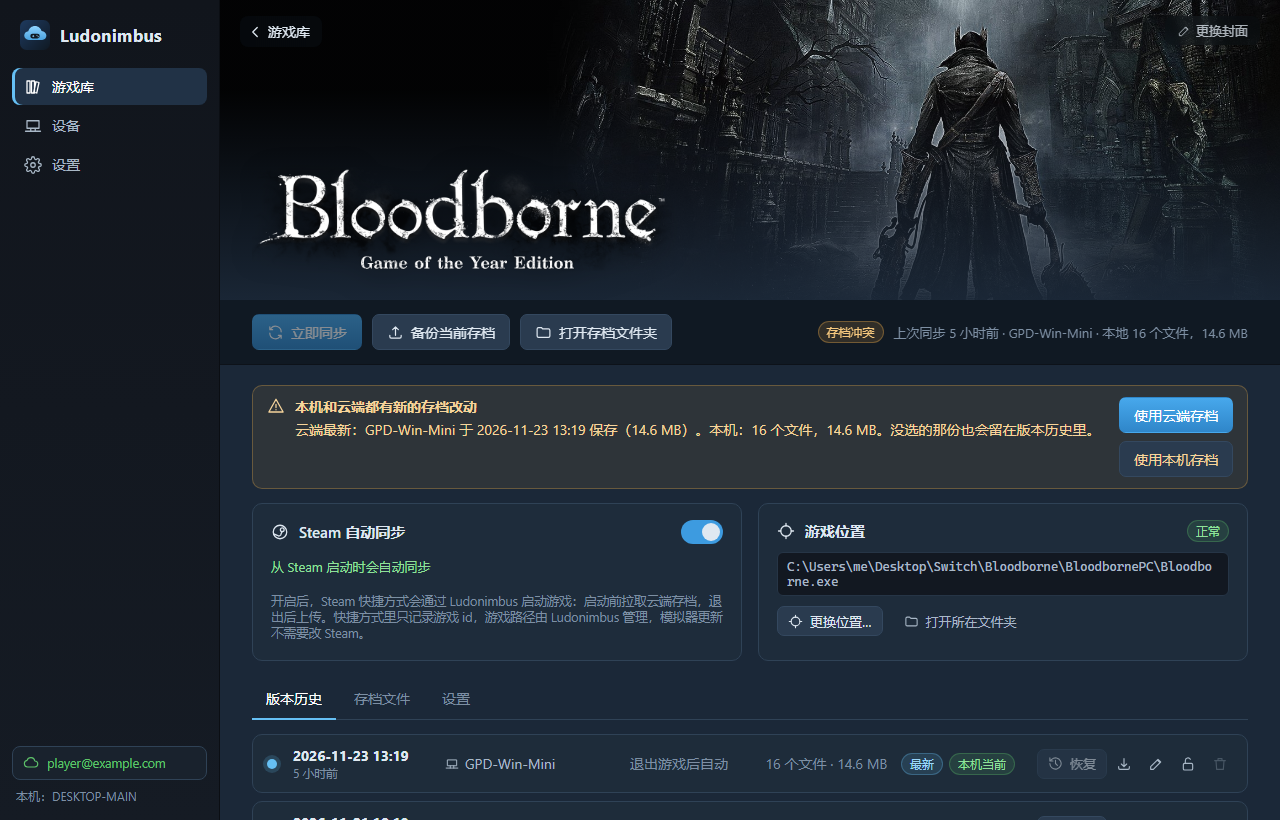 Ludonimbus
游戏库
设备
设置
player@example.com
本机：DESKTOP-MAIN
游戏库
更换封面
Bloodborne™
Game of the Year Edition
立即同步
备份当前存档
打开存档文件夹
存档冲突
上次同步 5 小时前 · GPD-Win-Mini · 本地 16 个文件，14.6 MB
本机和云端都有新的存档改动
云端最新：GPD-Win-Mini 于 2026-11-23 13:19 保存（14.6 MB）。本机：16 个文件，14.6 MB。没选的那份也会留在版本历史里。
使用云端存档
使用本机存档
Steam 自动同步
从 Steam 启动时会自动同步
开启后，Steam 快捷方式会通过 Ludonimbus 启动游戏：启动前拉取云端存档，退
出后上传。快捷方式里只记录游戏 id，游戏路径由 Ludonimbus 管理，模拟器更新
不需要改 Steam。
游戏位置
正常
C:\Users\me\Desktop\Switch\Bloodborne\BloodbornePC\Bloodbo
rne.exe
更换位置...
打开所在文件夹
版本历史
存档文件
设置
2026-11-23 13:19
5 小时前
GPD-Win-Mini
退出游戏后自动
16 个文件 · 14.6 MB
最新
本机当前
恢复